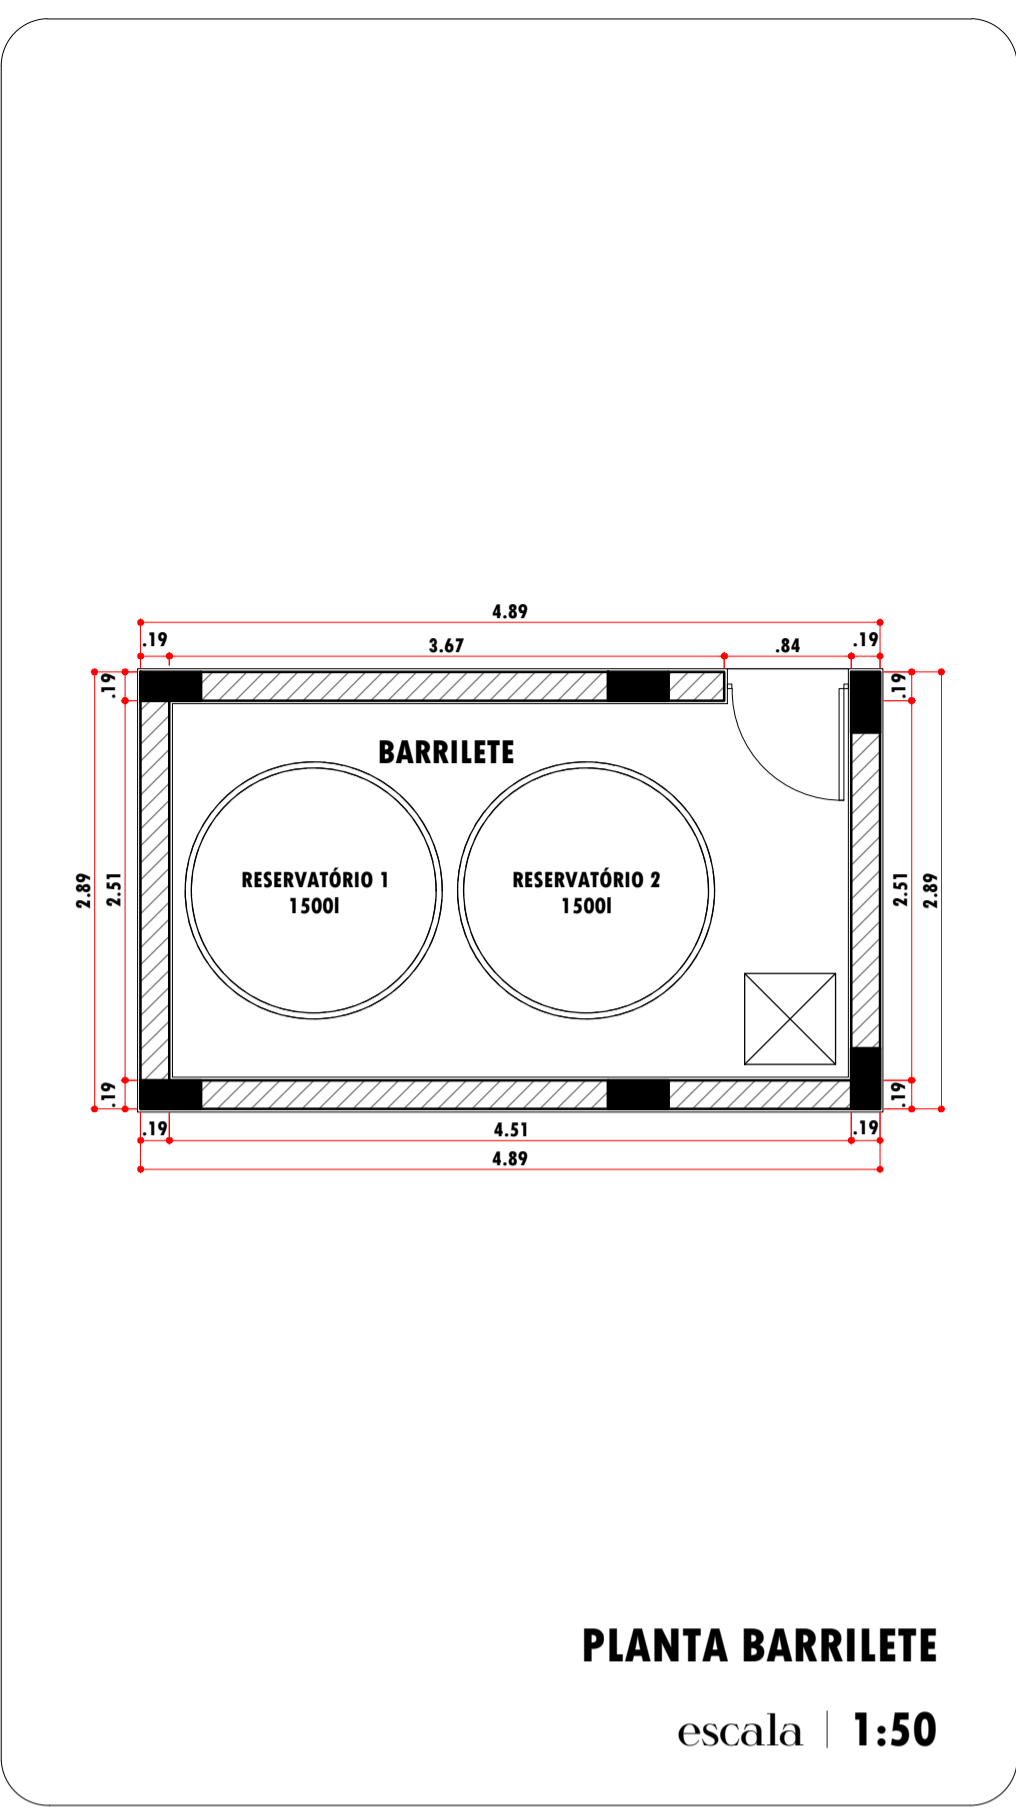 4.89
.19
3.67
.84
.19
.19
.19
BARRILETE
RESERVATÓRIO 1
1500l
RESERVATÓRIO 2
1500l
2.89
2.51
2.51
2.89
.19
.19
.19
4.51
.19
4.89
PLANTA BARRILETE
escala | 1:50